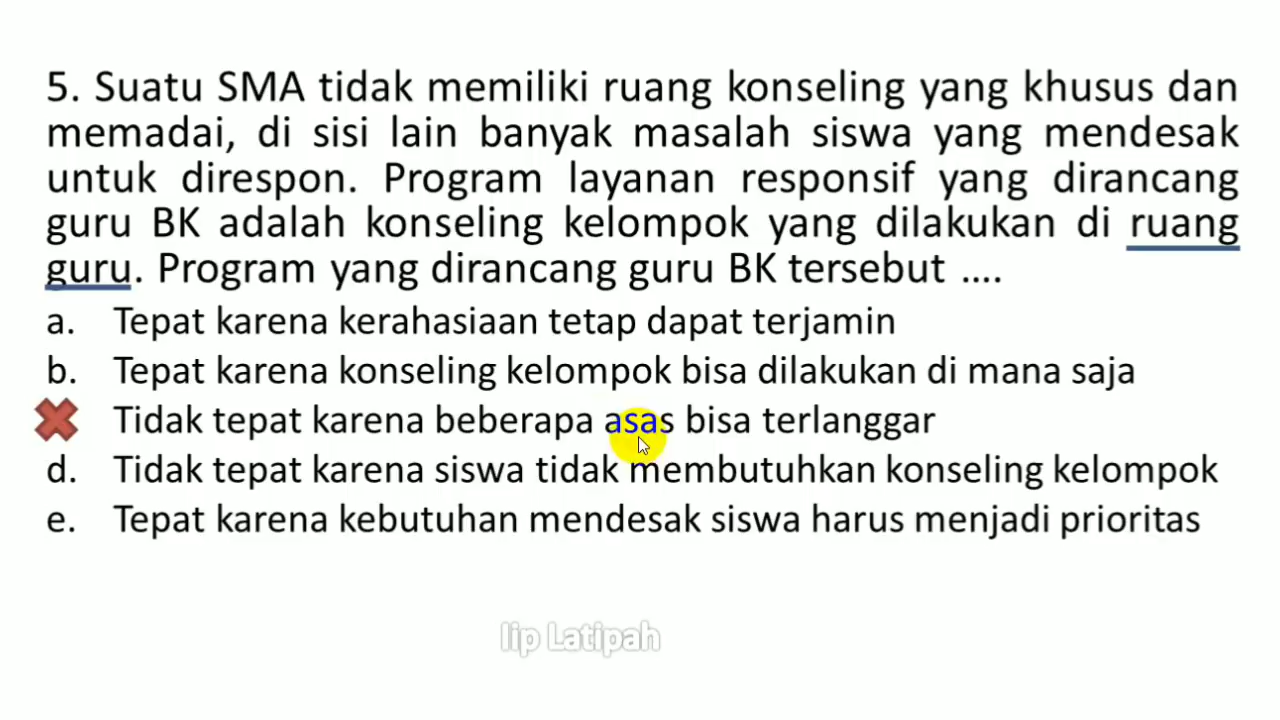 5. Suatu SMA tidak memiliki ruang konseling yang khusus dan
memadai, di sisi lain banyak masalah siswa yang mendesak
untuk direspon. Program layanan responsif yang dirancang
guru BK adalah konseling kelompok yang dilakukan di ruang
guru. Program yang dirancang guru BK tersebut ....
a. Tepat karena kerahasiaan tetap dapat terjamin
b. Tepat karena konseling kelompok bisa dilakukan di mana saja
Tidak tepat karena beberapa asas bisa terlanggar
d. Tidak tepat karena siswa tidak membutuhkan konseling kelompok
e. Tepat karena kebutuhan mendesak siswa harus menjadi prioritas
Iip Latipah